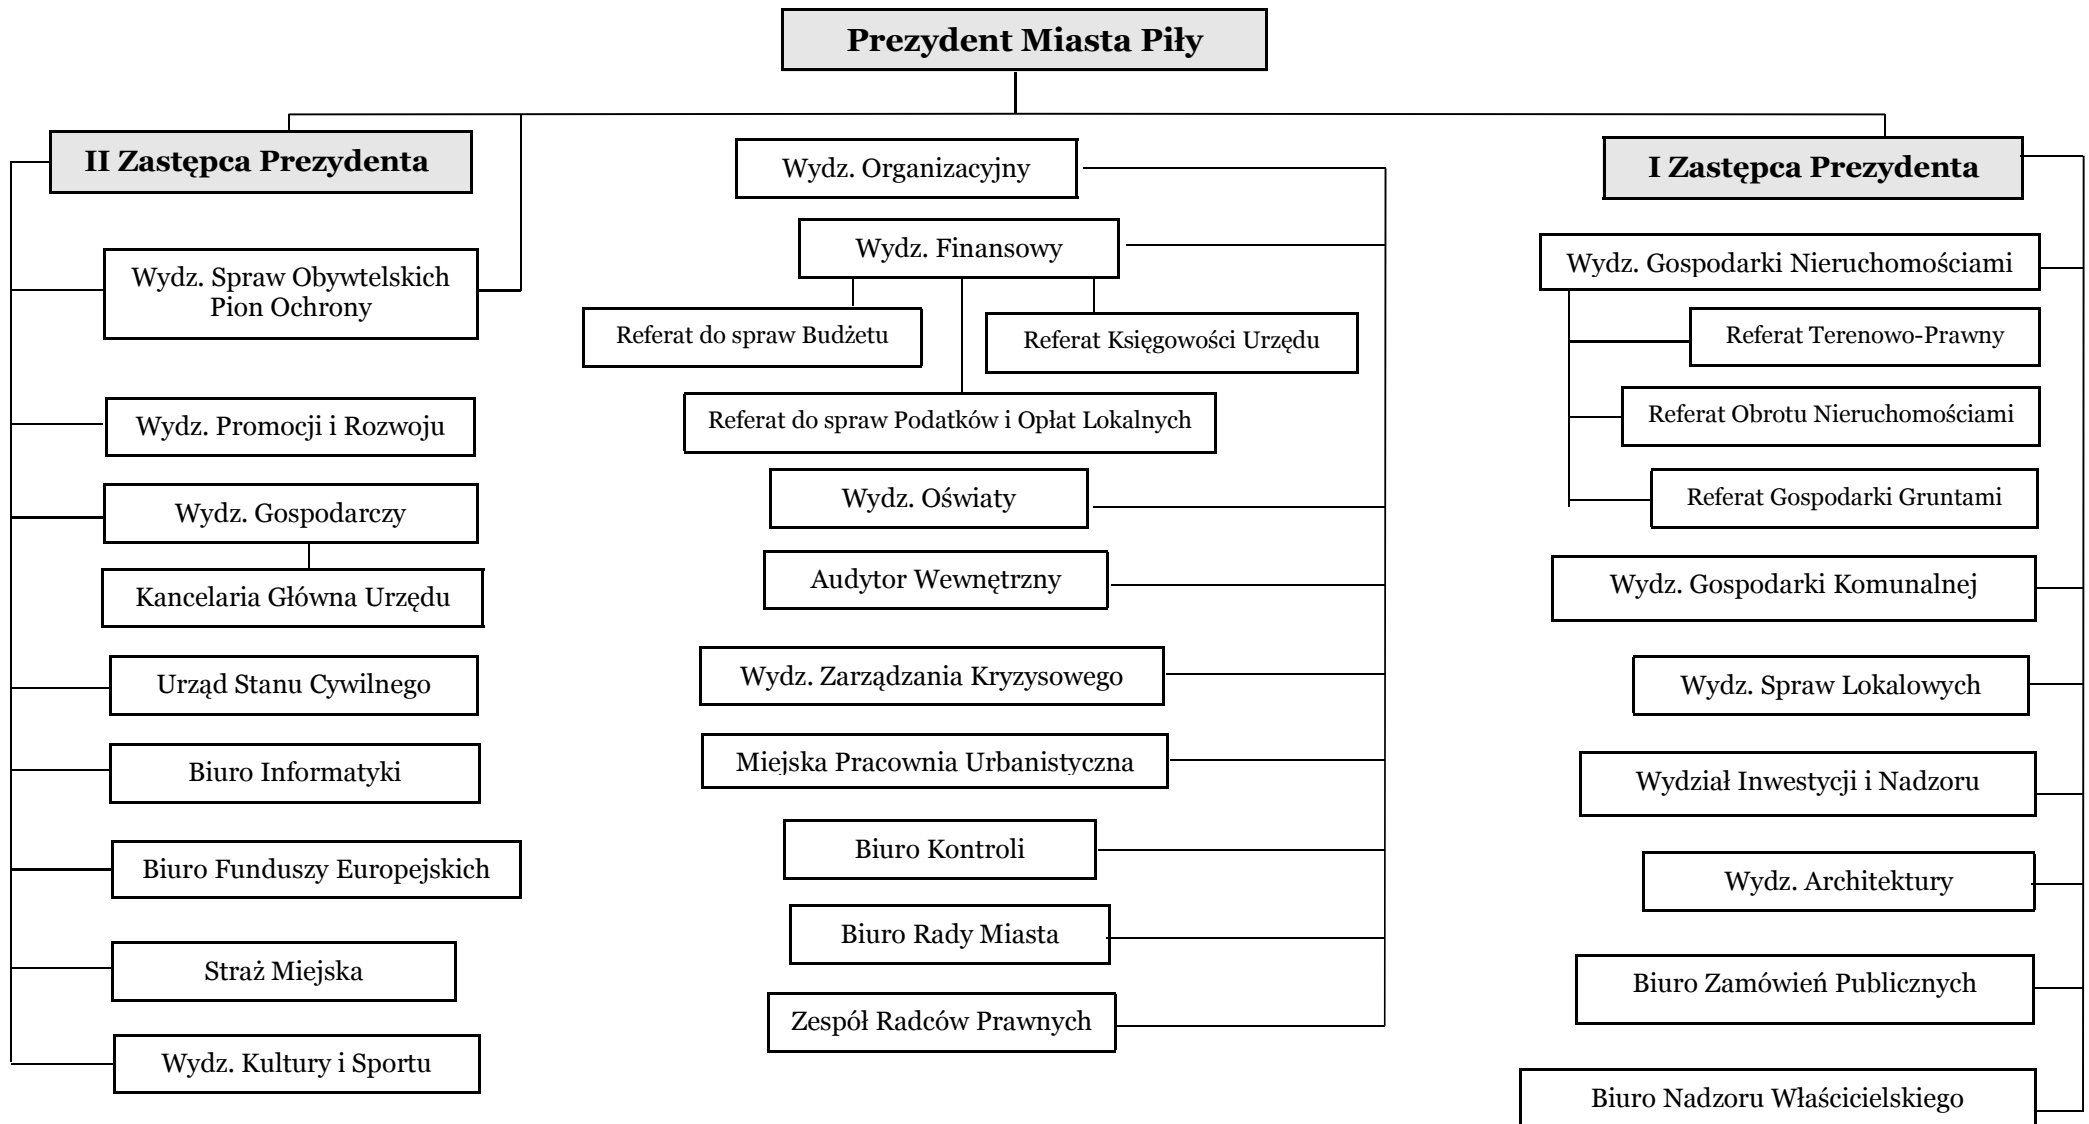 Prezydent Miasta Piły
II Zastępca Prezydenta
Wydz. Spraw Obywtelskich
Pion Ochrony
Wydz. Promocji i Rozwoju
Wydz. Gospodarczy
Kancelaria Główna Urzędu
Urząd Stanu Cywilnego
Biuro Informatyki
Biuro Funduszy Europejskich
Straż Miejska
Wydz. Kultury i Sportu
Wydz. Organizacyjny
Wydz. Finansowy
Referat do spraw Budżetu
Referat Księgowości Urzędu
Referat do spraw Podatków i Opłat Lokalnych
Wydz. Oświaty
Audytor Wewnętrzny
Wydz. Zarządzania Kryzysowego
Miejska Pracownia Urbanistyczna
Biuro Kontroli
Biuro Rady Miasta
Zespół Radców Prawnych
I Zastępca Prezydenta
Wydz. Gospodarki Nieruchomościami
Referat Terenowo-Prawny
Referat Obrotu Nieruchomościami
Referat Gospodarki Gruntami
Wydz. Gospodarki Komunalnej
Wydz. Spraw Lokalowych
Wydział Inwestycji i Nadzoru
Wydz. Architektury
Biuro Zamówień Publicznych
Biuro Nadzoru Właścicielskiego